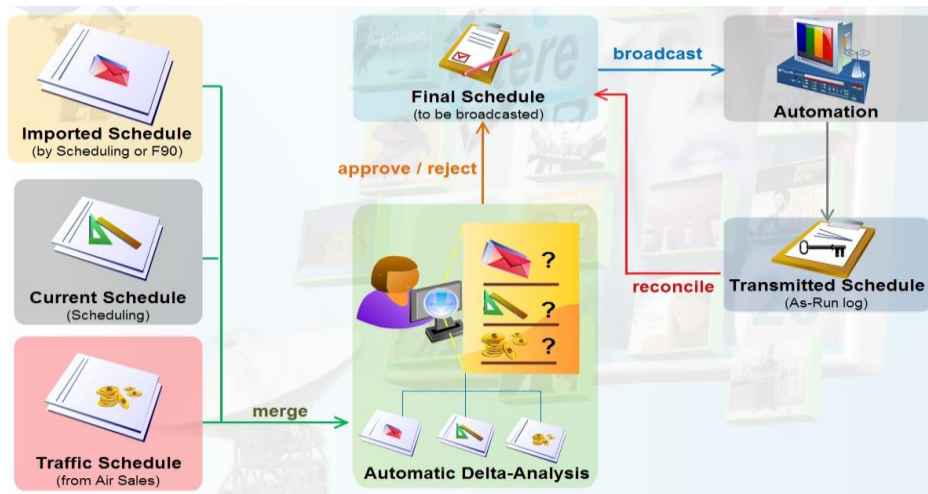 Imported Schedule
(by Scheduling or F90)
Current Schedule
(Scheduling)
Traffic Schedule
(from Air Sales)
merge
Final Schedule
(to be broadcasted)
approve / reject
?
?
?
Automatic Delta-Analysis
broadcast
Automation
reconcile
Transmitted Schedule
(As-Run log)